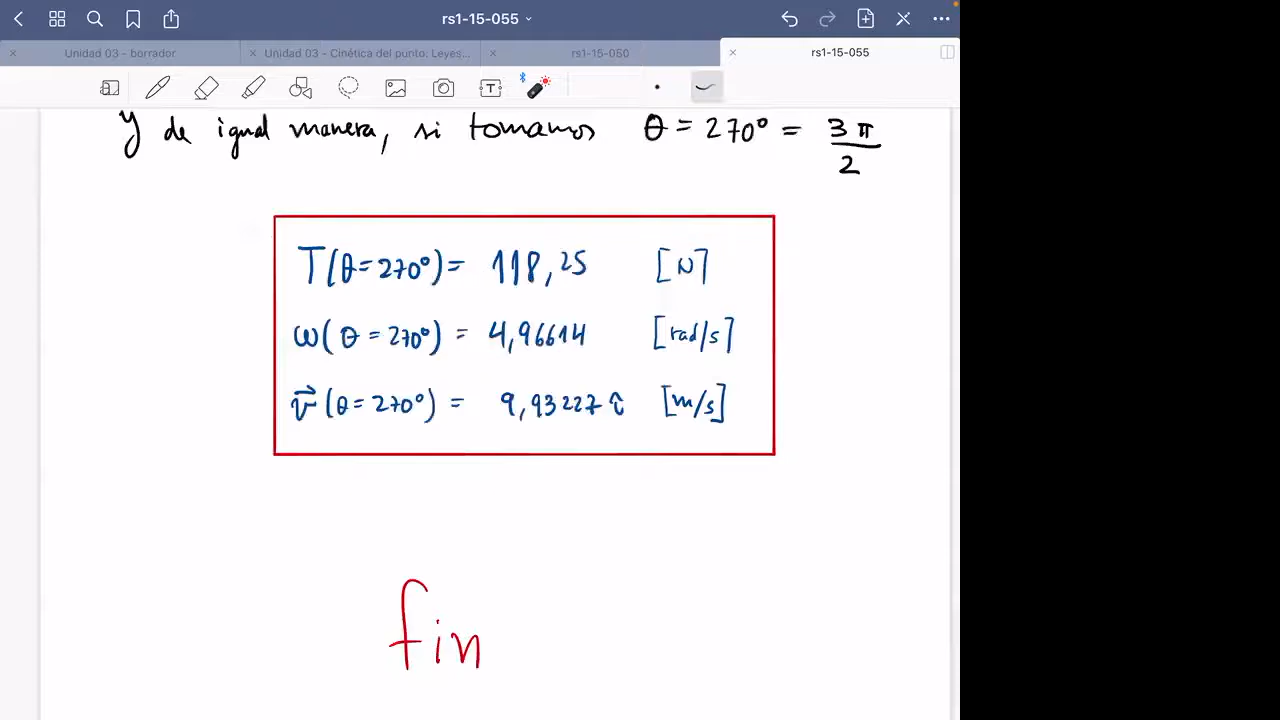 rs1-15-055
Unidad 03 - borrador
Unidad 03 - Cinética del punto: Leyes...
rs1-15-050
rs1-15-055
Y de igual manera, si tomamos θ = 270° = 3π/2
T(θ=270°) = 118,25 [N]
ω(θ = 270°) = 4,96614 [rad/s]
v⃗(θ=270°) = 9,93227 î [m/s]
fin